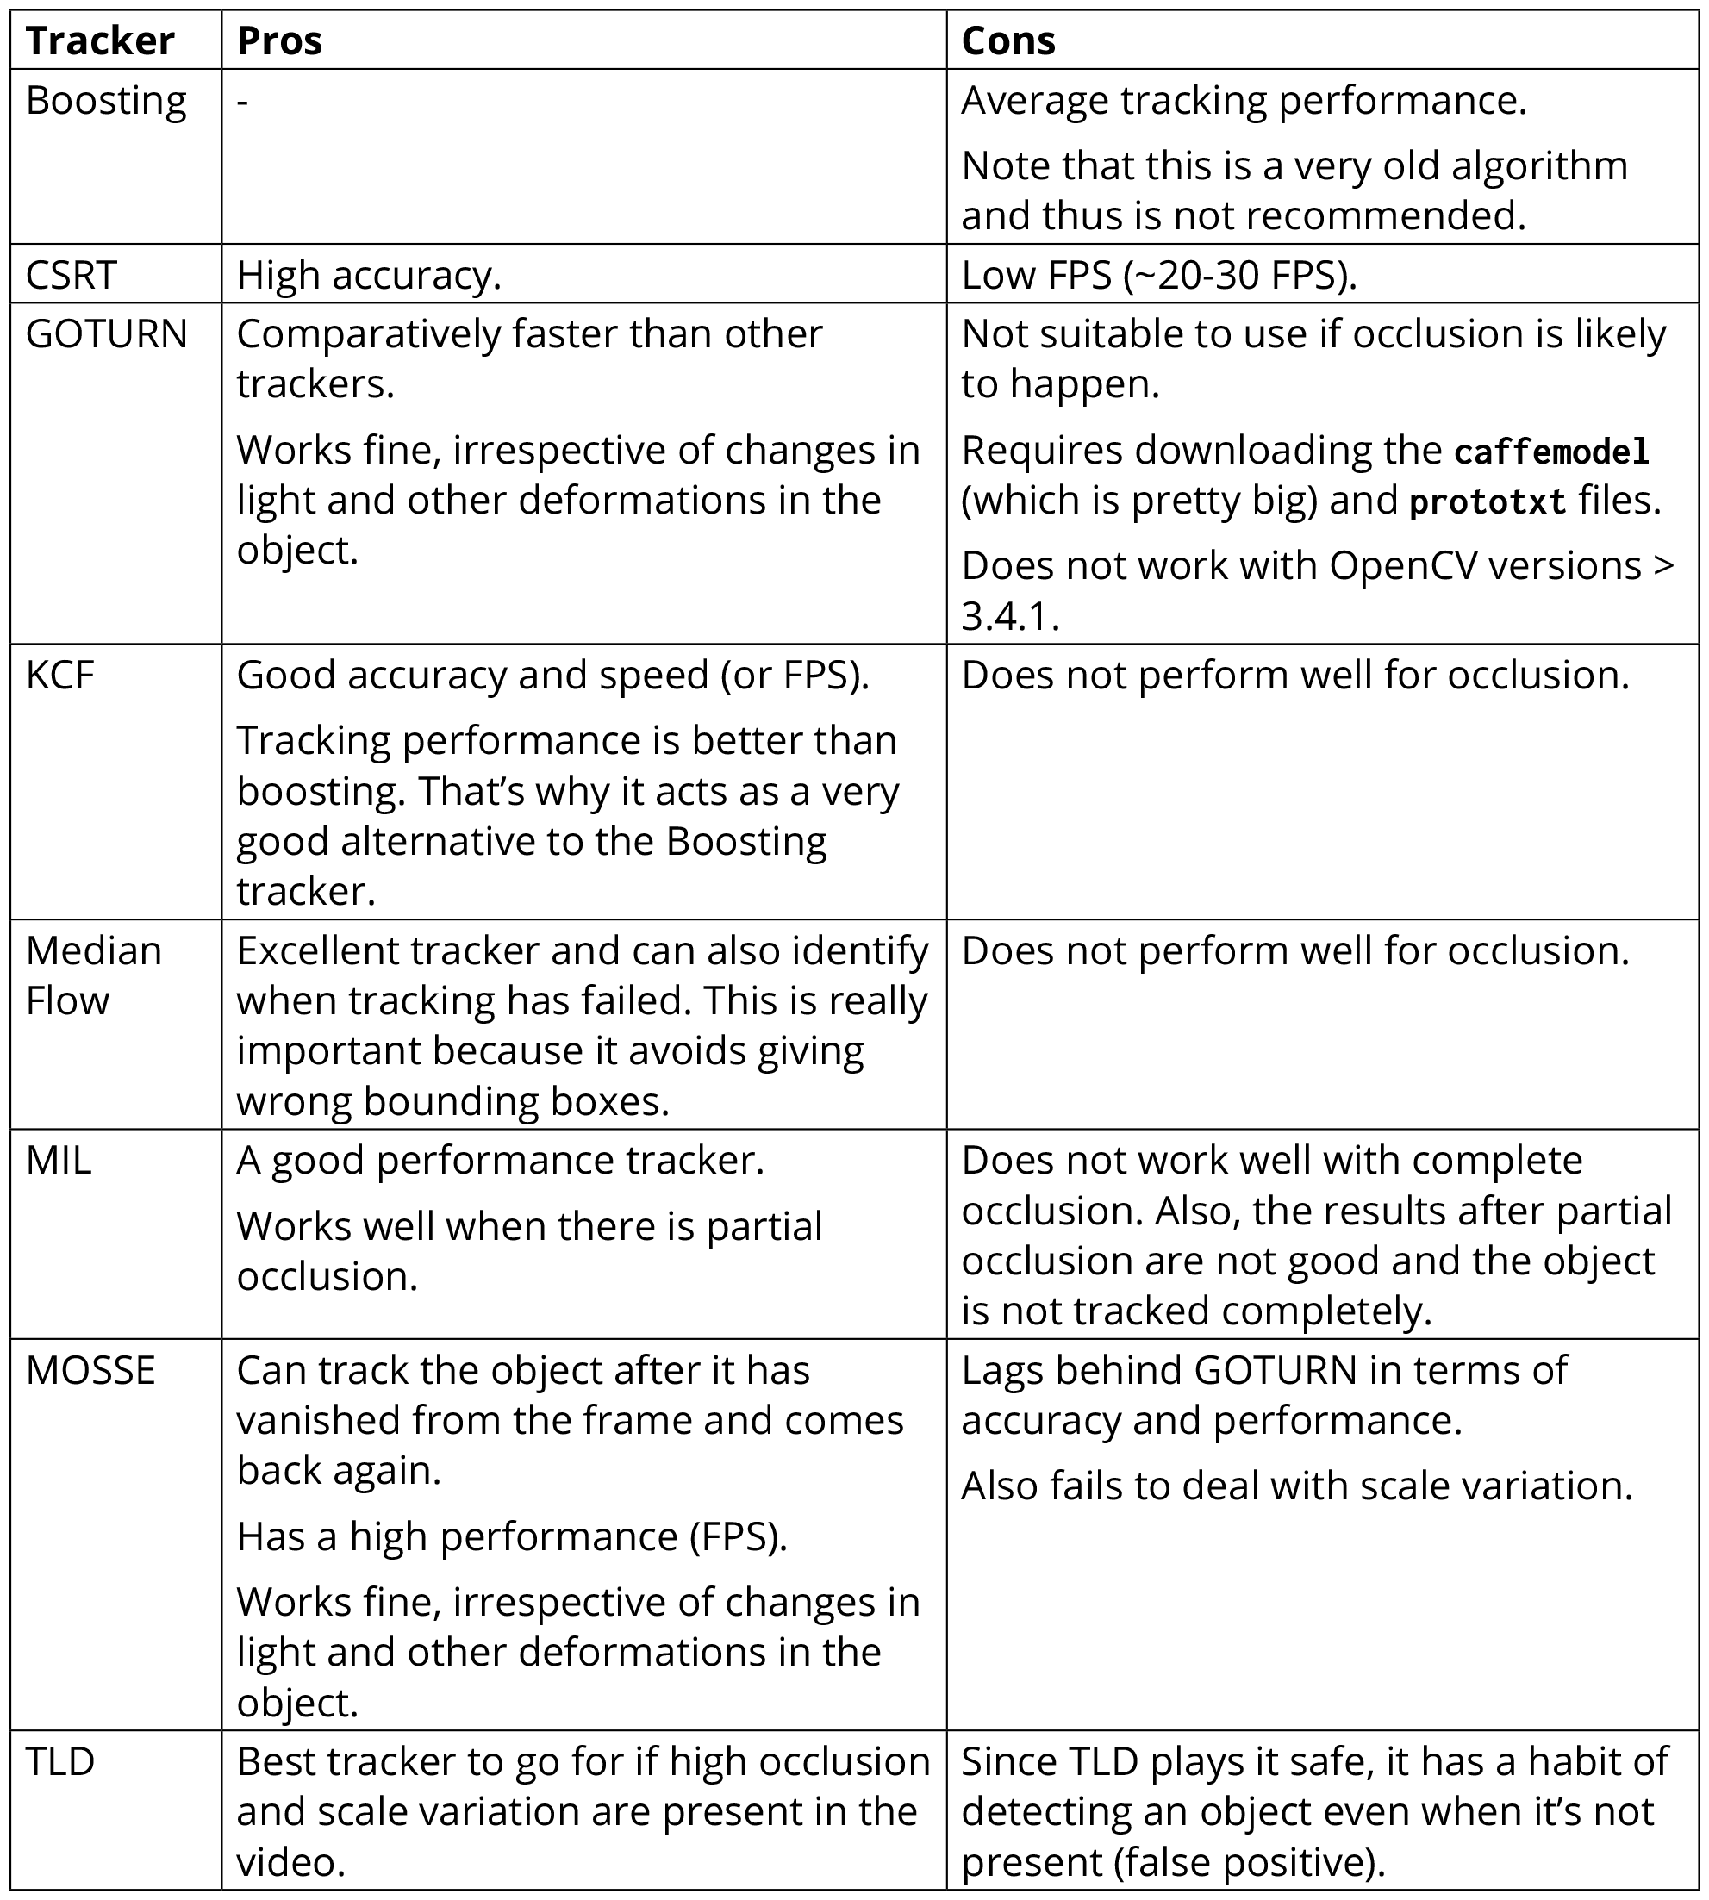 Tracker Pros Cons
Boosting - Average tracking performance.
Note that this is a very old algorithm
and thus is not recommended.
CSRT High accuracy. Low FPS (~20-30 FPS).
GOTURN
Comparatively faster than other
trackers.
Works fine, irrespective of changes in
light and other deformations in the
object.
Not suitable to use if occlusion is likely
to happen.
Requires downloading the caffemodel
(which is pretty big) and prototxt files.
Does not work with OpenCV versions >
3.4.1.
KCF
Good accuracy and speed (or FPS).
Tracking performance is better than
boosting. That’s why it acts as a very
good alternative to the Boosting
tracker.
Does not perform well for occlusion.
Median
Flow
Excellent tracker and can also identify
when tracking has failed. This is really
important because it avoids giving
wrong bounding boxes.
Does not perform well for occlusion.
MIL
A good performance tracker.
Works well when there is partial
occlusion.
Does not work well with complete
occlusion. Also, the results after partial
occlusion are not good and the object
is not tracked completely.
MOSSE
Can track the object after it has
vanished from the frame and comes
back again.
Has a high performance (FPS).
Works fine, irrespective of changes in
light and other deformations in the
object.
Lags behind GOTURN in terms of
accuracy and performance.
Also fails to deal with scale variation.
TLD
Best tracker to go for if high occlusion
and scale variation are present in the
video.
Since TLD plays it safe, it has a habit of
detecting an object even when it’s not
present (false positive).